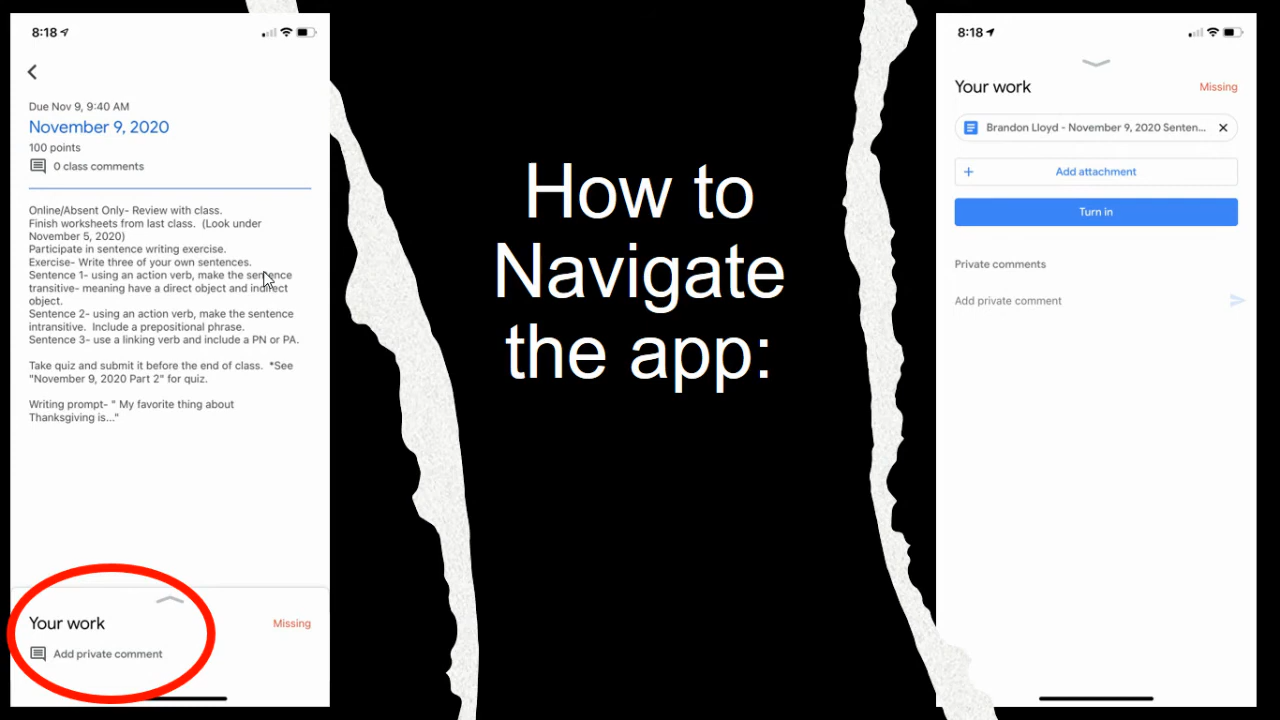 8:18
Due Nov 9, 9:40 AM
November 9, 2020
100 points
0 class comments
Online/Absent Only- Review with class.
Finish worksheets from last class.  (Look under
November 5, 2020)
Participate in sentence writing exercise.
Exercise- Write three of your own sentences.
Sentence 1- using an action verb, make the sentence
transitive- meaning have a direct object and indirect
object.
Sentence 2- using an action verb, make the sentence
intransitive.  Include a prepositional phrase.
Sentence 3- use a linking verb and include a PN or PA.
Take quiz and submit it before the end of class.  *See
"November 9, 2020 Part 2" for quiz.
Writing prompt- " My favorite thing about
Thanksgiving is..."
Your work
Missing
Add private comment
How to
Navigate
the app:
8:18
Your work
Missing
Brandon Lloyd - November 9, 2020 Senten...
Add attachment
Turn in
Private comments
Add private comment